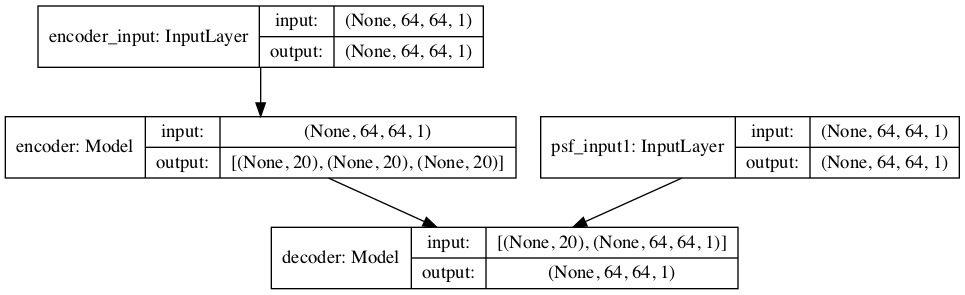 encoder_input: InputLayer
input: (None, 64, 64, 1)
output: (None, 64, 64, 1)
encoder: Model
input: (None, 64, 64, 1)
output: [(None, 20), (None, 20), (None, 20)]
psf_input1: InputLayer
input: (None, 64, 64, 1)
output: (None, 64, 64, 1)
decoder: Model
input: [(None, 20), (None, 64, 64, 1)]
output: (None, 64, 64, 1)